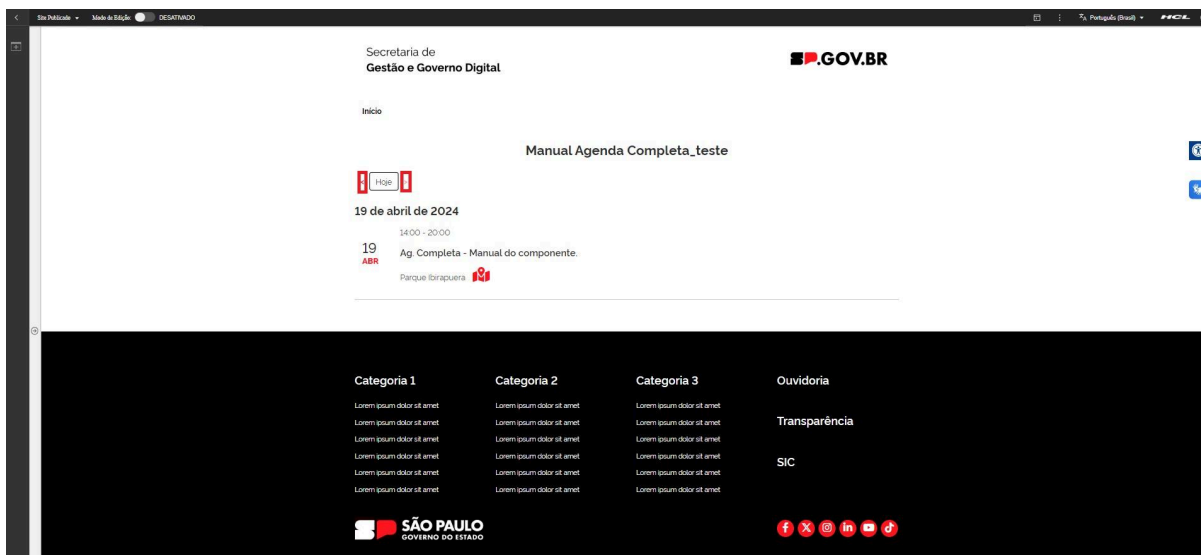 Site Publicado
Modo de Edição:
DESATIVADO
Português (Brasil)
HCL
Secretaria de
Gestão e Governo Digital
SP.GOV.BR
Início
Manual Agenda Completa_teste
<
Hoje
>
19 de abril de 2024
14:00 - 20:00
19
ABR
Ag. Completa - Manual do componente.
Parque Ibirapuera
Categoria 1
Lorem ipsum dolor sit amet
Lorem ipsum dolor sit amet
Lorem ipsum dolor sit amet
Lorem ipsum dolor sit amet
Lorem ipsum dolor sit amet
Lorem ipsum dolor sit amet
Categoria 2
Lorem ipsum dolor sit amet
Lorem ipsum dolor sit amet
Lorem ipsum dolor sit amet
Lorem ipsum dolor sit amet
Lorem ipsum dolor sit amet
Lorem ipsum dolor sit amet
Categoria 3
Lorem ipsum dolor sit amet
Lorem ipsum dolor sit amet
Lorem ipsum dolor sit amet
Lorem ipsum dolor sit amet
Lorem ipsum dolor sit amet
Lorem ipsum dolor sit amet
Ouvidoria
Transparência
SIC
SP
SÃO PAULO
GOVERNO DO ESTADO